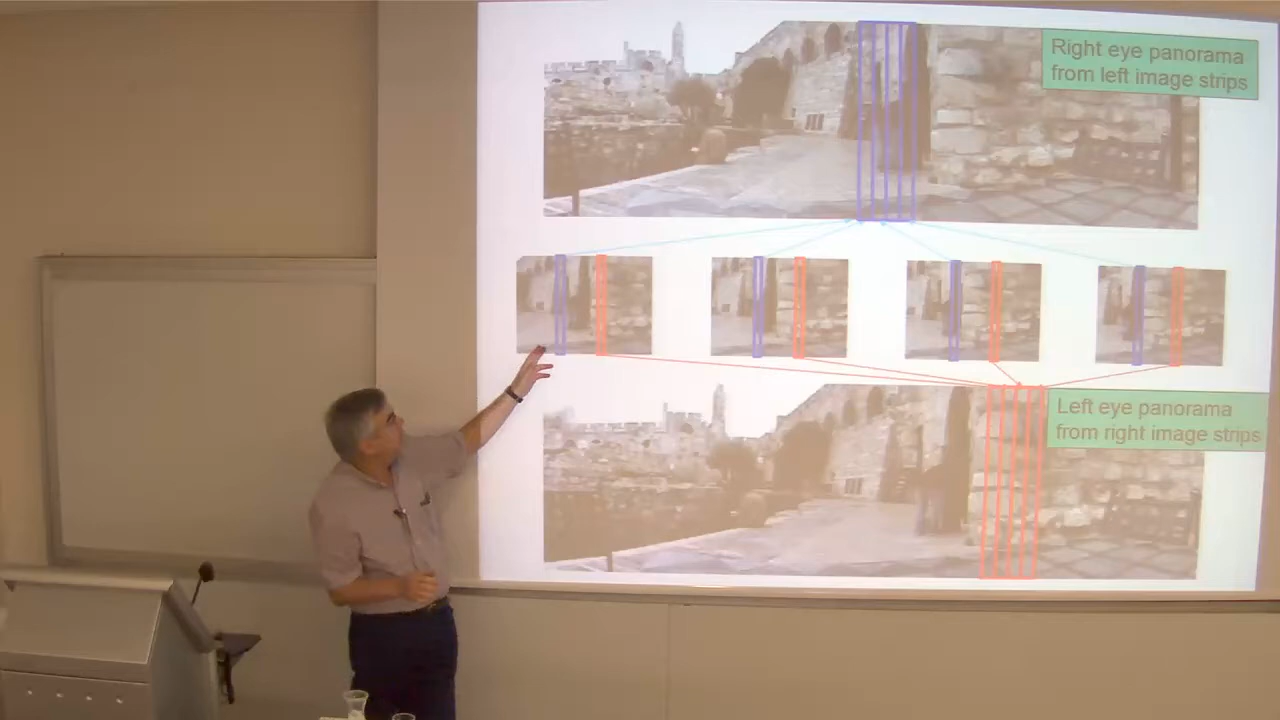 Right eye panorama
from left image strips
Left eye panorama
from right image strips